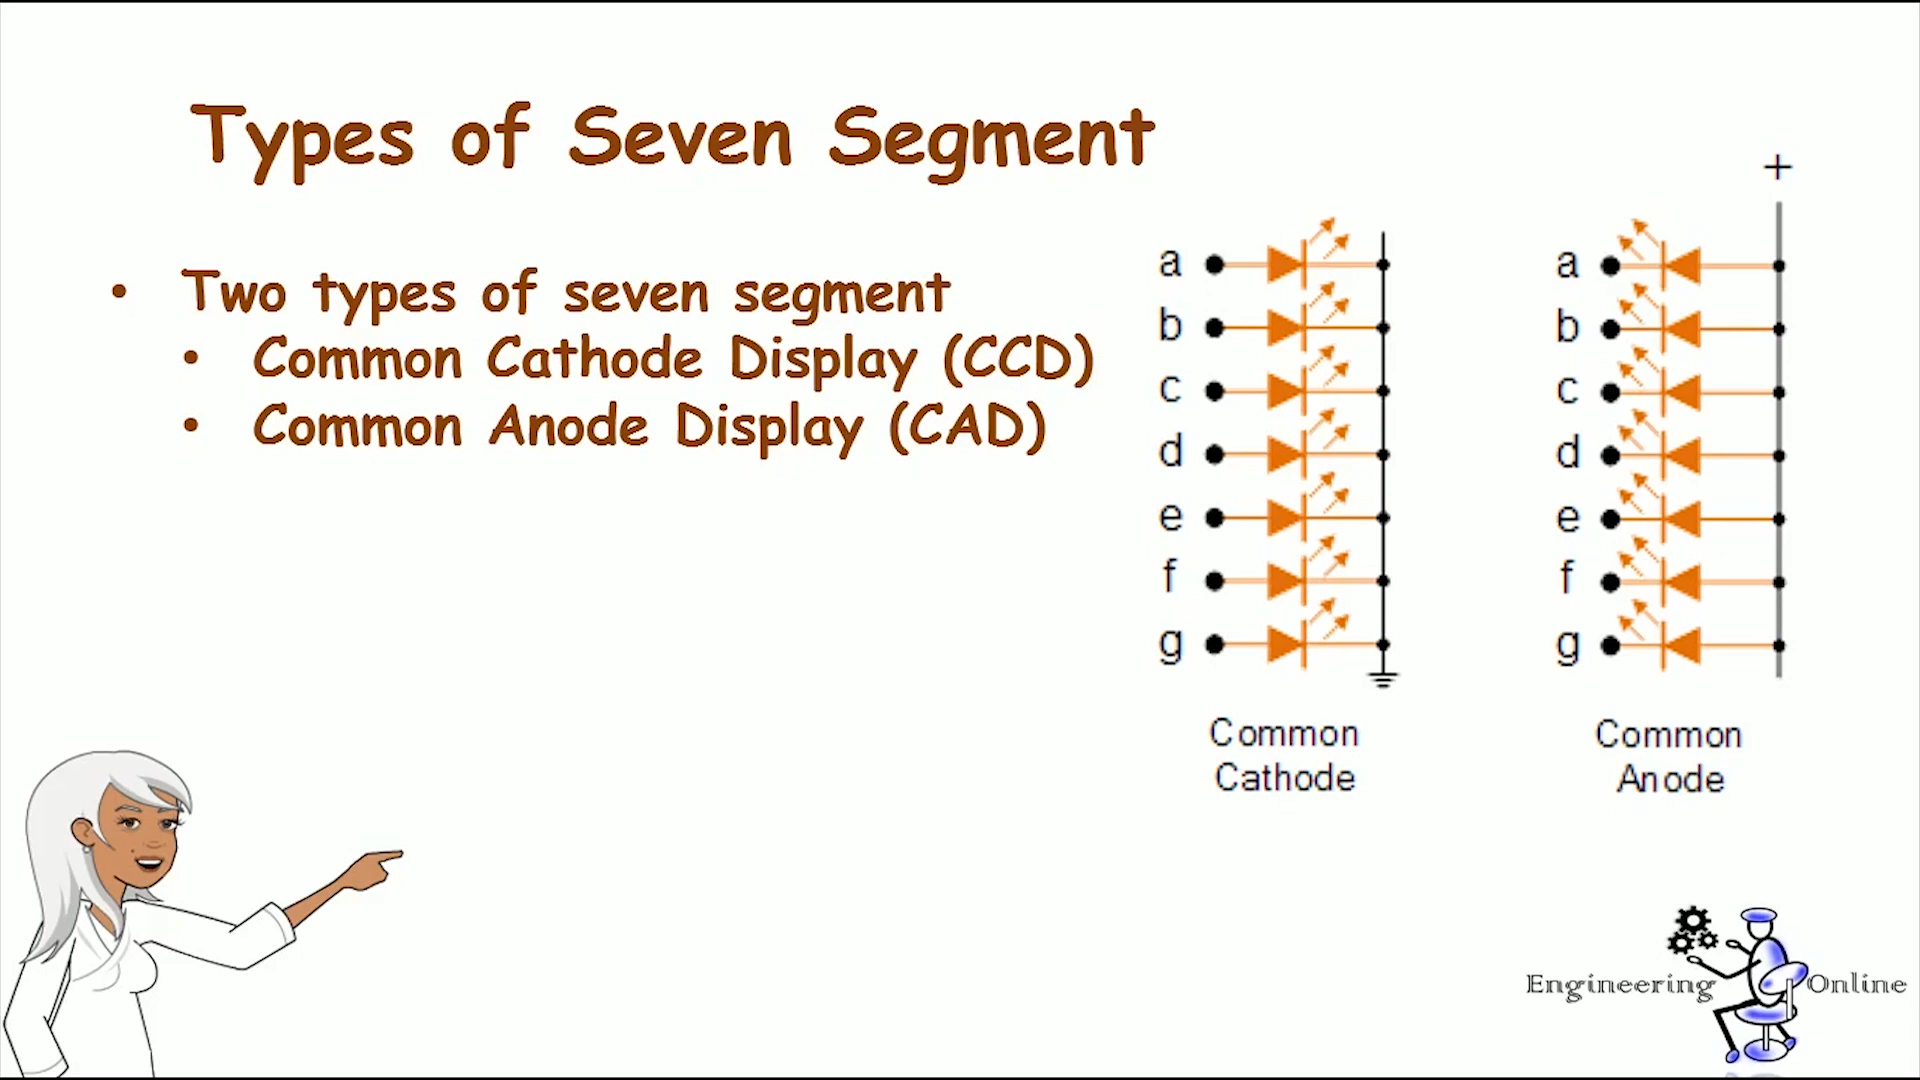 Types of Seven Segment
• Two types of seven segment
• Common Cathode Display (CCD)
• Common Anode Display (CAD)
a
b
c
d
e
f
g
Common
Cathode
+
a
b
c
d
e
f
g
Common
Anode
Engineering Online